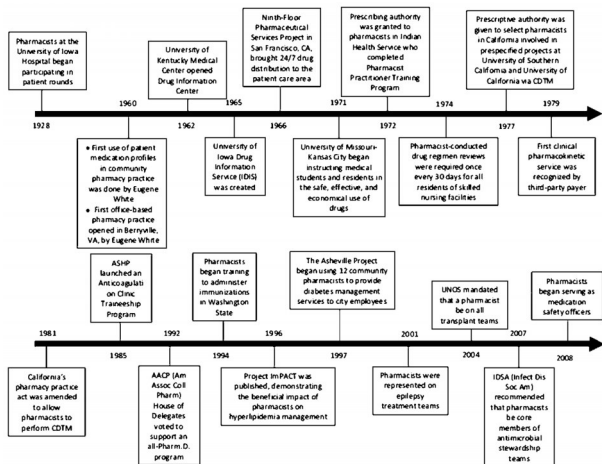 Pharmacists at the
University of Iowa
Hospital began
participating in
patient rounds
University of
Kentucky Medical
Center opened
Drug Information
Center
Ninth-Floor
Pharmaceutical
Services Project in
San Francisco, CA,
brought 24/7 drug
distribution to the
patient care area
Prescribing authority
was granted to
pharmacists in Indian
Health Service who
completed
Pharmacist
Practitioner Training
Program
Prescriptive authority was
given to select pharmacists
in California involved in
prespecified projects at
University of Southern
California and University of
California via CDTM
1928
1960
1962
1965
1966
1971
1972
1974
1977
1979
• First use of patient
medication profiles
in community
pharmacy practice
was done by Eugene
White
• First office-based
pharmacy practice
opened in Berryville,
VA, by Eugene White
University of
Iowa Drug
Information
Service (IDIS)
was created
University of Missouri-
Kansas City began
instructing medical
students and residents in
the safe, effective, and
economical use of
drugs
Pharmacist-conducted
drug regimen reviews
were required once
every 30 days for all
residents of skilled
nursing facilities
First clinical
pharmacokinetic
service was
recognized by
third-party payer
ASHP
launched an
Anticoagulati
on Clinic
Traineeship
Program
Pharmacists
began training
to administer
immunizations
in Washington
State
The Asheville Project
began using 12 community
pharmacists to provide
diabetes management
services to city employees
UNOS mandated
that a pharmacist
be on all
transplant teams
Pharmacists
began serving as
medication
safety officers
1981
1985
1992
1994
1996
1997
2001
2004
2007
2008
California's
pharmacy practice
act was amended
to allow
pharmacists to
perform CDTM
AACP (Am
Assoc Coll
Pharm)
House of
Delegates
voted to
support an
all-Pharm.D.
program
Project ImPACT was
published, demonstrating
the beneficial impact of
pharmacists on
hyperlipidemia management
Pharmacists were
represented on
epilepsy
treatment teams
IDSA (Infect Dis
Soc Am)
recommended
that pharmacists
be core
members of
antimicrobial
stewardship
teams